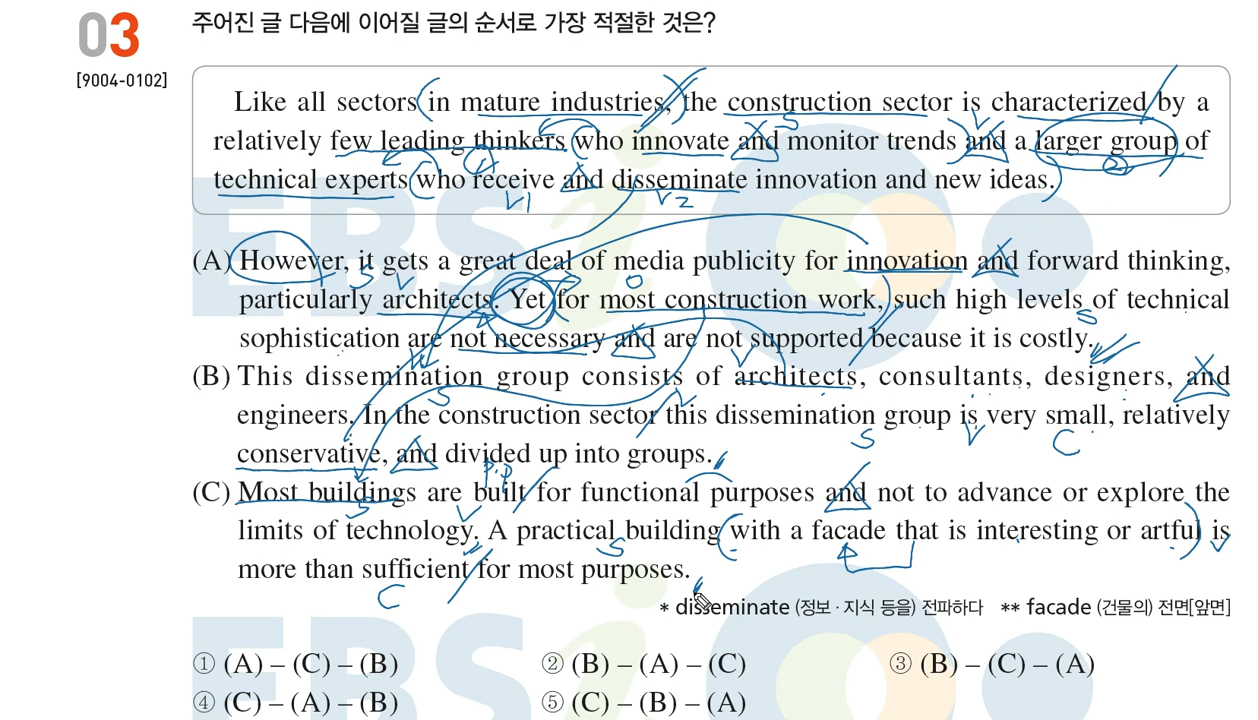 03
주어진 글 다음에 이어질 글의 순서로 가장 적절한 것은?
[9004-0102]
Like all sectors in mature industries, the construction sector is characterized by a
relatively few leading thinkers who innovate and monitor trends and a larger group of
technical experts who receive and disseminate innovation and new ideas.
(A) However, it gets a great deal of media publicity for innovation and forward thinking,
particularly architects. Yet for most construction work, such high levels of technical
sophistication are not necessary and are not supported because it is costly.
(B) This dissemination group consists of architects, consultants, designers, and
engineers. In the construction sector this dissemination group is very small, relatively
conservative, and divided up into groups.
(C) Most buildings are built for functional purposes and not to advance or explore the
limits of technology. A practical building with a facade that is interesting or artful is
more than sufficient for most purposes.
* disseminate (정보·지식 등을) 전파하다 ** facade (건물의) 전면[앞면]
① (A) – (C) – (B) ② (B) – (A) – (C) ③ (B) – (C) – (A)
④ (C) – (A) – (B) ⑤ (C) – (B) – (A)